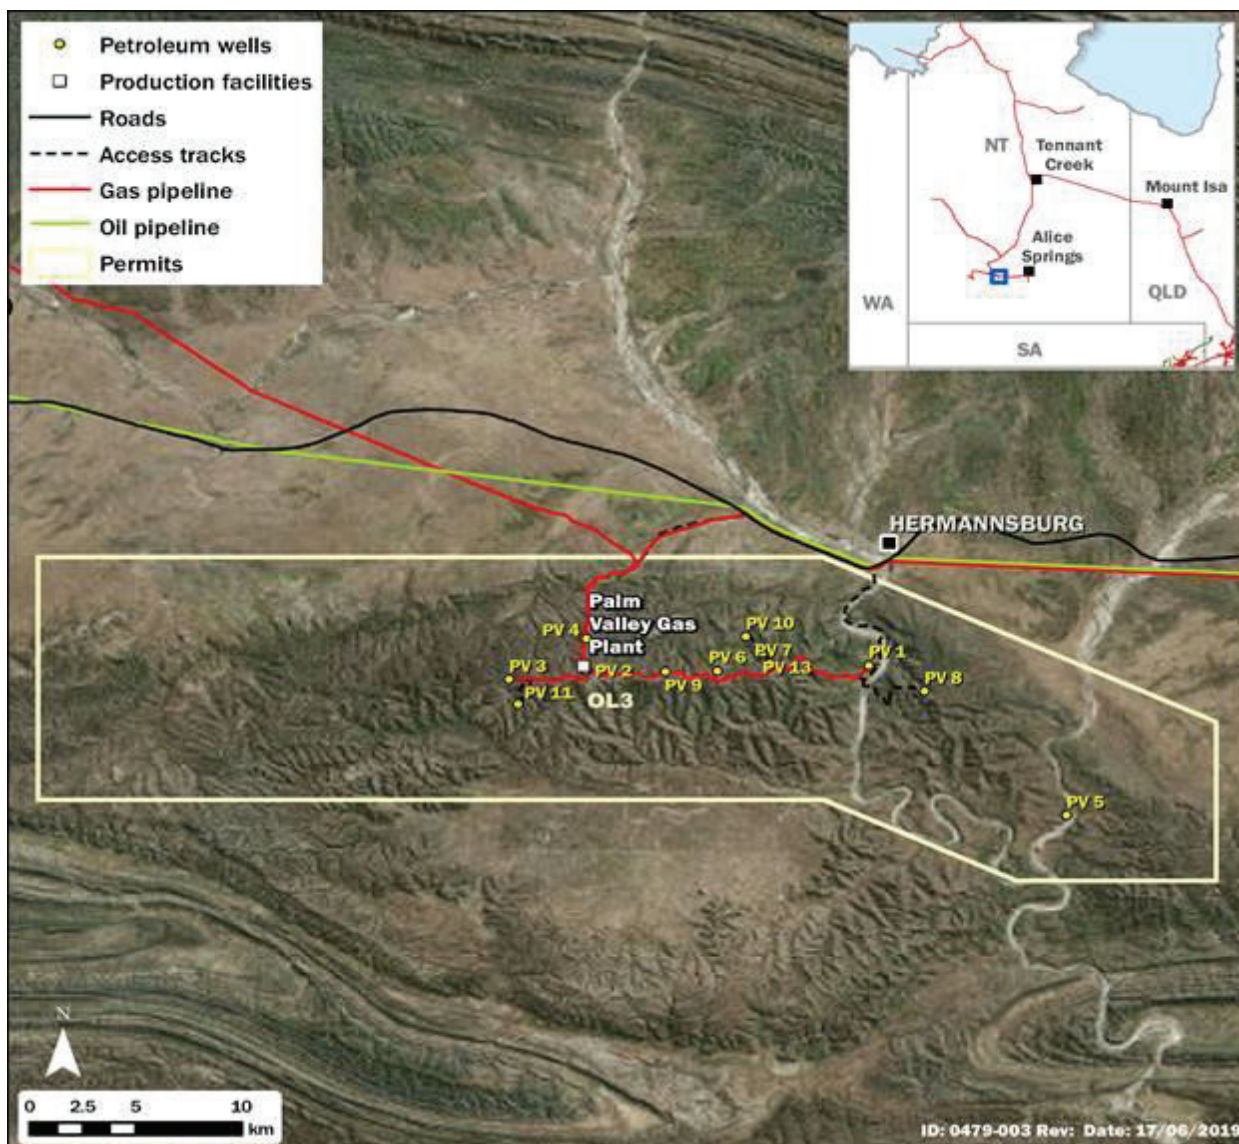 Petroleum wells
Production facilities
Roads
Access tracks
Gas pipeline
Oil pipeline
Permits
NT
Tennant
Creek
Mount Isa
Alice
Springs
WA
QLD
SA
HERMANNSBURG
Palm
Valley Gas
Plant
PV 4
PV 10
PV 7
PV 3
PV 2
PV 6
PV 13
PV 1
PV 11
PV 9
PV 8
OL3
PV 5
N
0 2.5 5 10
km
ID: 0479-003 Rev: Date: 17/06/2019